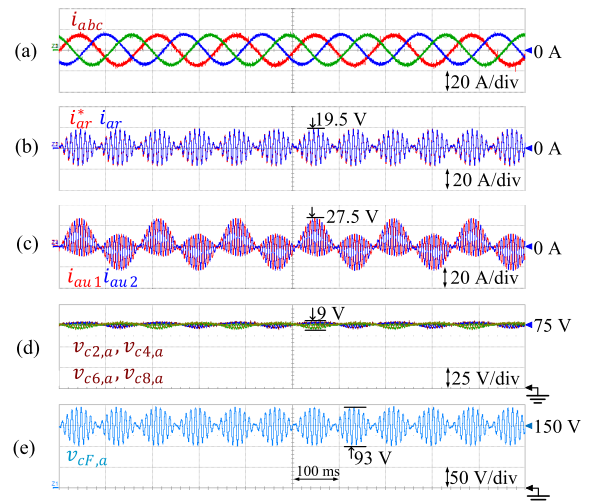 (a) i_abc 0 A
20 A/div
(b) i*_ar i_ar 19.5 V 0 A
20 A/div
(c) 27.5 V 0 A
i_au1 i_au2 20 A/div
(d) 9 V 75 V
v_c2,a, v_c4,a
v_c6,a, v_c8,a 25 V/div
(e) 150 V
v_cF,a 93 V
100 ms 50 V/div